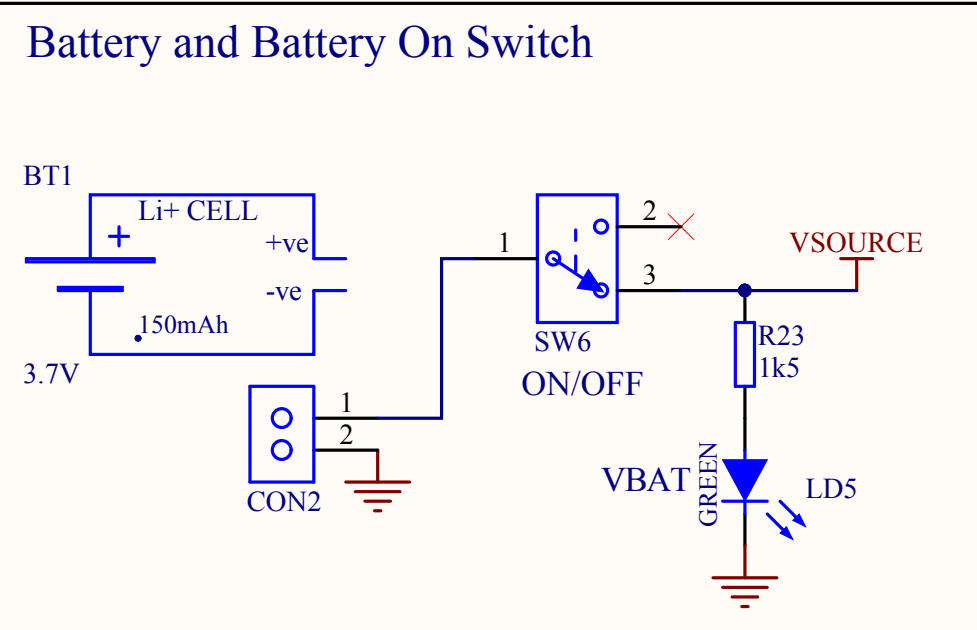 Battery and Battery On Switch
BT1
Li+ CELL
+ve
-ve
150mAh
3.7V
1
2
CON2
1
2
3
SW6
ON/OFF
VSOURCE
R23
1k5
VBAT
GREEN
LD5